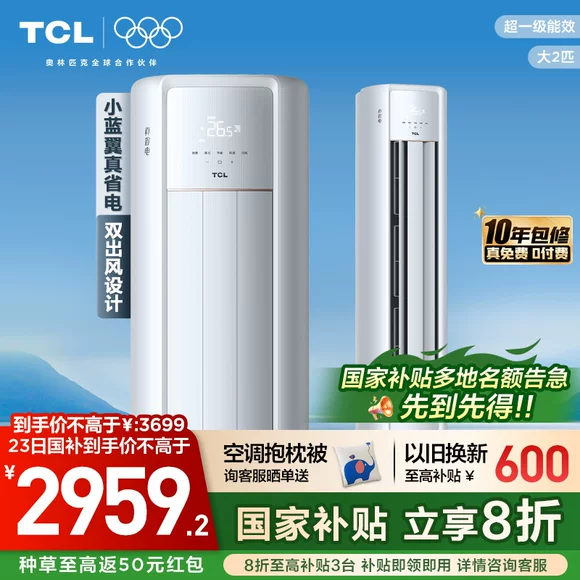 TCL
奥林匹克全球合作伙伴
超一级能效
大2匹
小蓝翼真省电
双出风设计
真省电
26.5
TCL
TCL
10年包修
真免费 0付费
国家补贴多地名额告急
先到先得!!
到手价不高于¥:3699
23日国补到手价不高于
¥2959.2
种草至高返50元红包
空调抱枕被
询客服晒单送
以旧换新
至高补贴¥
600
国家补贴 立享8折
8折至高补贴3台 补贴即领即用 详情咨询客服